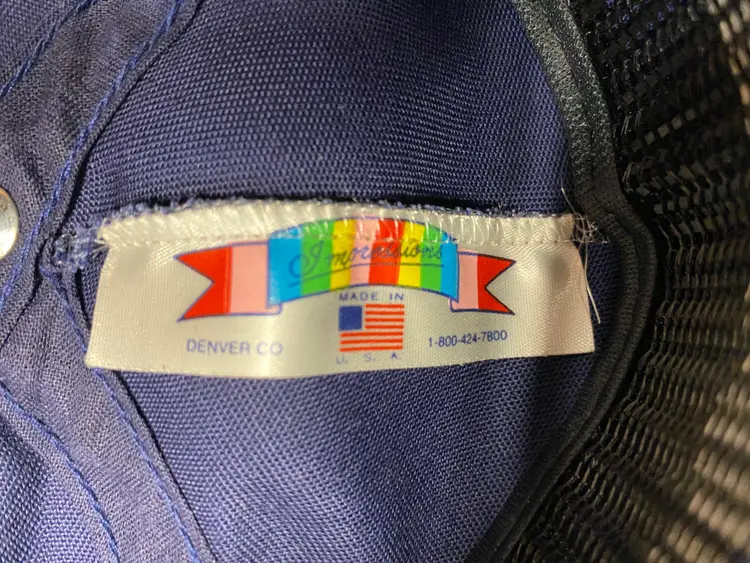 Impressions
MADE IN
DENVER CO
U. S. A.
1-800-424-7800